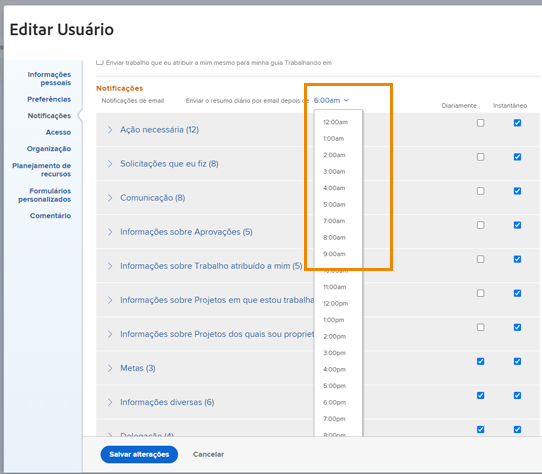 Editar Usuário
Enviar trabalho que eu atribuir a mim mesmo para minha guia Trabalhando em
Informações pessoais
Preferências
Notificações
Acesso
Organização
Planejamento de recursos
Formulários personalizados
Comentário
Notificações
Notificações de email
Enviar o resumo diário por email depois de 6:00am
Diariamente
Instantâneo
12:00am
1:00am
2:00am
3:00am
4:00am
5:00am
7:00am
8:00am
9:00am
10:00am
11:00am
12:00pm
1:00pm
2:00pm
3:00pm
4:00pm
5:00pm
6:00pm
7:00pm
8:00pm
Ação necessária (12)
Solicitações que eu fiz (8)
Comunicação (8)
Informações sobre Aprovações (5)
Informações sobre Trabalho atribuído a mim (5)
Informações sobre Projetos em que estou trabalha
Informações sobre Projetos dos quais sou propriet
Metas (3)
Informações diversas (6)
Delegação (4)
Salvar alterações
Cancelar